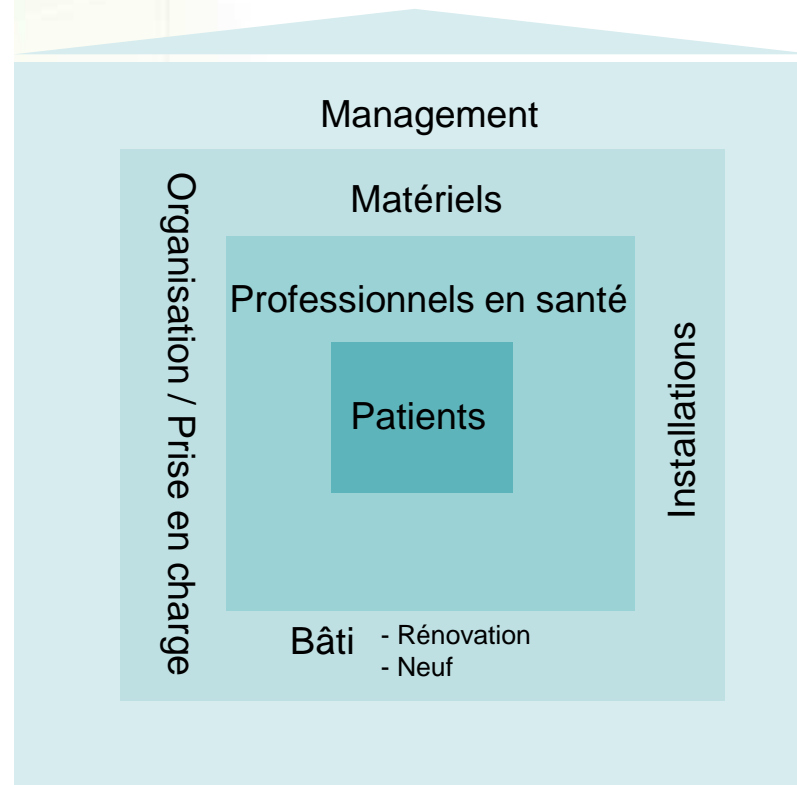 Management
Matériels
Organisation / Prise en charge
Professionnels en santé
Patients
Installations
Bâti
- Rénovation
- Neuf